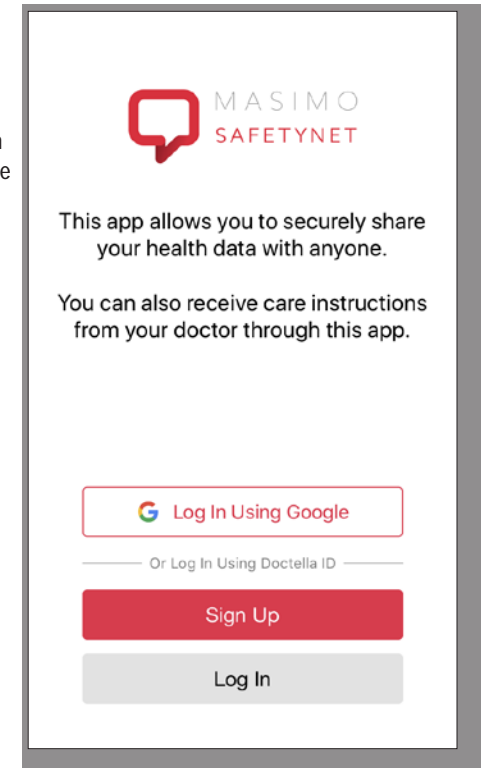 MASIMO
SAFETYNET
This app allows you to securely share
your health data with anyone.
You can also receive care instructions
from your doctor through this app.
Log In Using Google
Or Log In Using Doctella ID
Sign Up
Log In